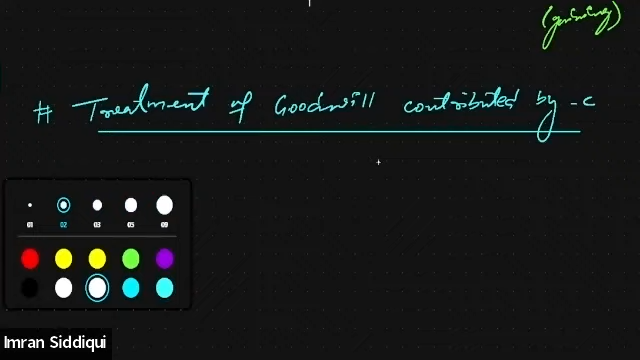 (gaining)
# Treatment of Goodwill contributed by - c
01 02 03 05 09
Imran Siddiqui